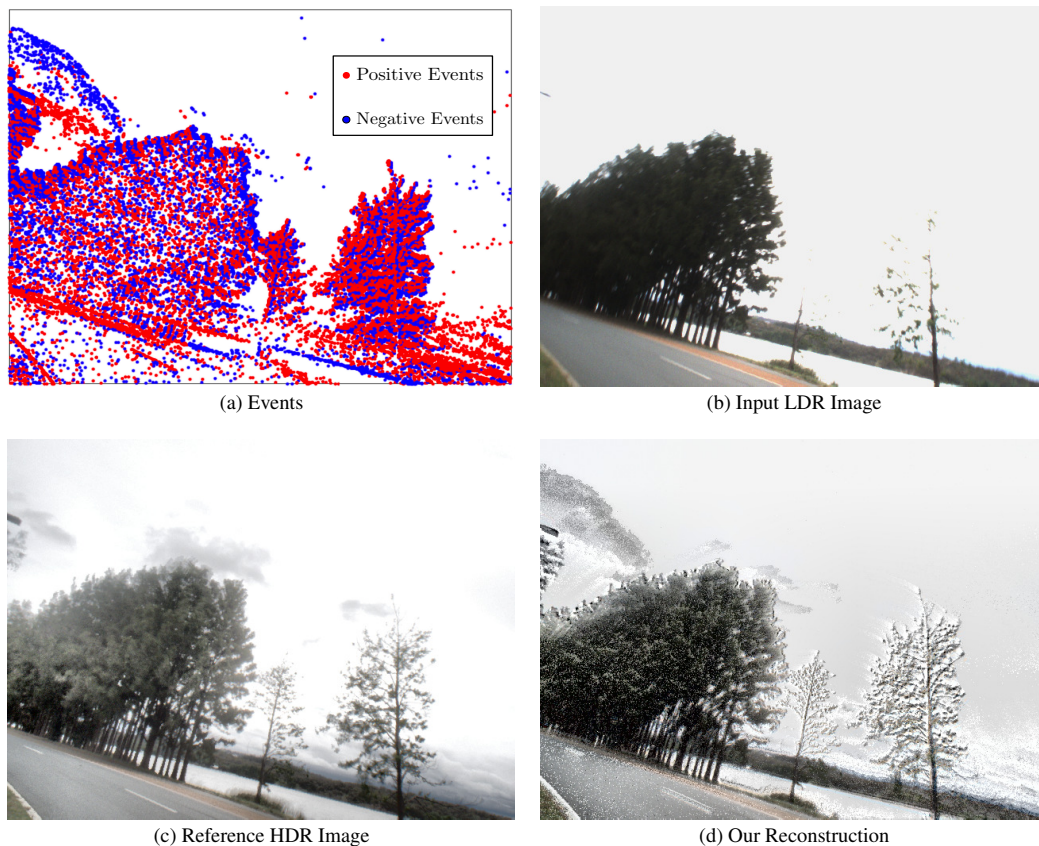 Positive Events
Negative Events
(a) Events
(b) Input LDR Image
(c) Reference HDR Image
(d) Our Reconstruction